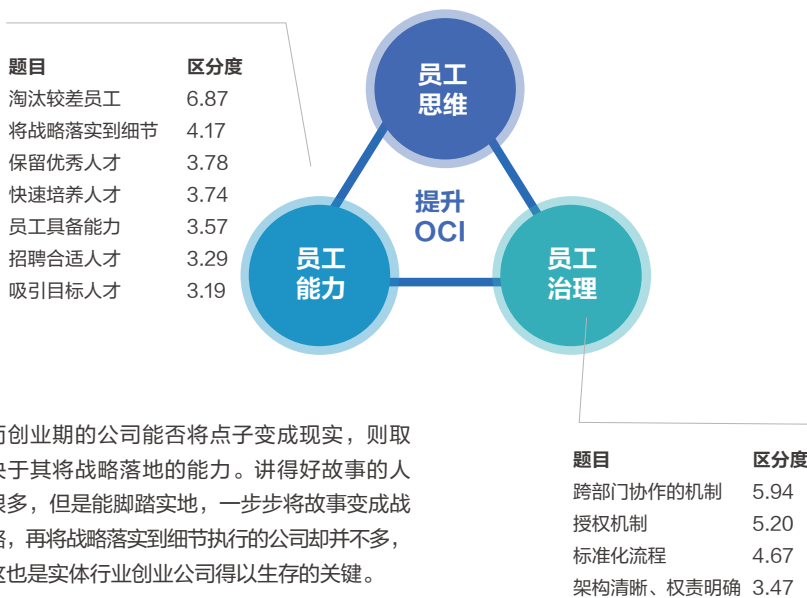 题目 区分度
淘汰较差员工 6.87
将战略落实到细节 4.17
保留优秀人才 3.78
快速培养人才 3.74
员工具备能力 3.57
招聘合适人才 3.29
吸引目标人才 3.19
员工
思维
提升
OCI
员工
能力
员工
治理
而创业期的公司能否将点子变成现实，则取
决于其将战略落地的能力。讲得好故事的人
很多，但是能脚踏实地，一步步将故事变成战
略，再将战略落实到细节执行的公司却并不多，
这也是实体行业创业公司得以生存的关键。
题目 区分度
跨部门协作的机制 5.94
授权机制 5.20
标准化流程 4.67
架构清晰、权责明确 3.47